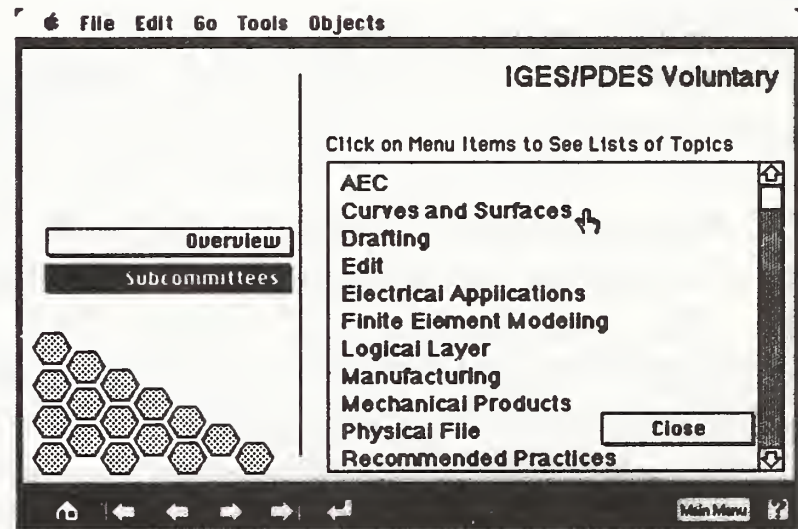 File Edit Go Tools Objects
IGES/PDES Voluntary
Click on Menu Items to See Lists of Topics
Overview
Subcommittees
AEC
Curves and Surfaces
Drafting
Edit
Electrical Applications
Finite Element Modeling
Logical Layer
Manufacturing
Mechanical Products
Physical File
Close
Recommended Practices
Main Menu
?